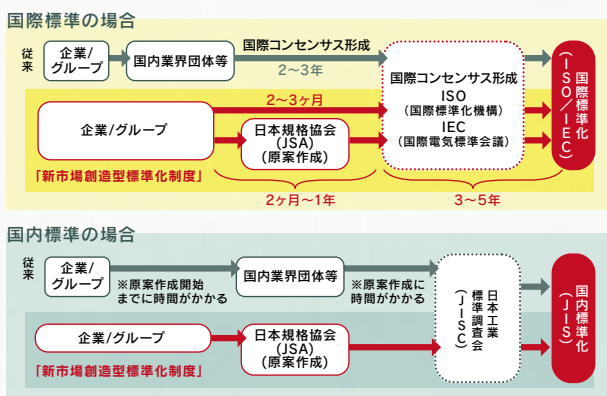 国際標準の場合
従来
企業/
グループ
国内業界団体等
国際コンセンサス形成
2〜3年
国際コンセンサス形成
ISO
（国際標準化機構）
IEC
（国際電気標準会議）
国際標準化
（ISO／IEC）
2〜3ヶ月
企業/グループ
日本規格協会
（JSA）
（原案作成）
「新市場創造型標準化制度」
2ヶ月〜1年
3〜5年
国内標準の場合
従来
企業/
グループ
※原案作成開始
までに時間がかかる
国内業界団体等
※原案作成に
時間がかかる
日本工業
標準調査会
（JISC）
国内標準化
（JIS）
企業/グループ
日本規格協会
（JSA）
（原案作成）
「新市場創造型標準化制度」